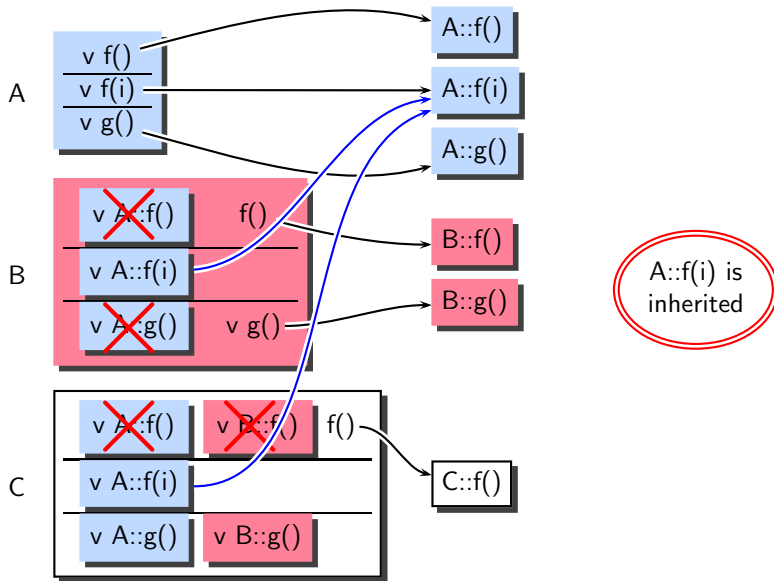 A
v f()
v f(i)
v g()
A::f()
A::f(i)
A::g()
B
v A::f() f()
v A::f(i)
v A::g() v g()
B::f()
B::g()
A::f(i) is
inherited
C
v A::f() v B::f() f()
v A::f(i)
v A::g() v B::g()
C::f()